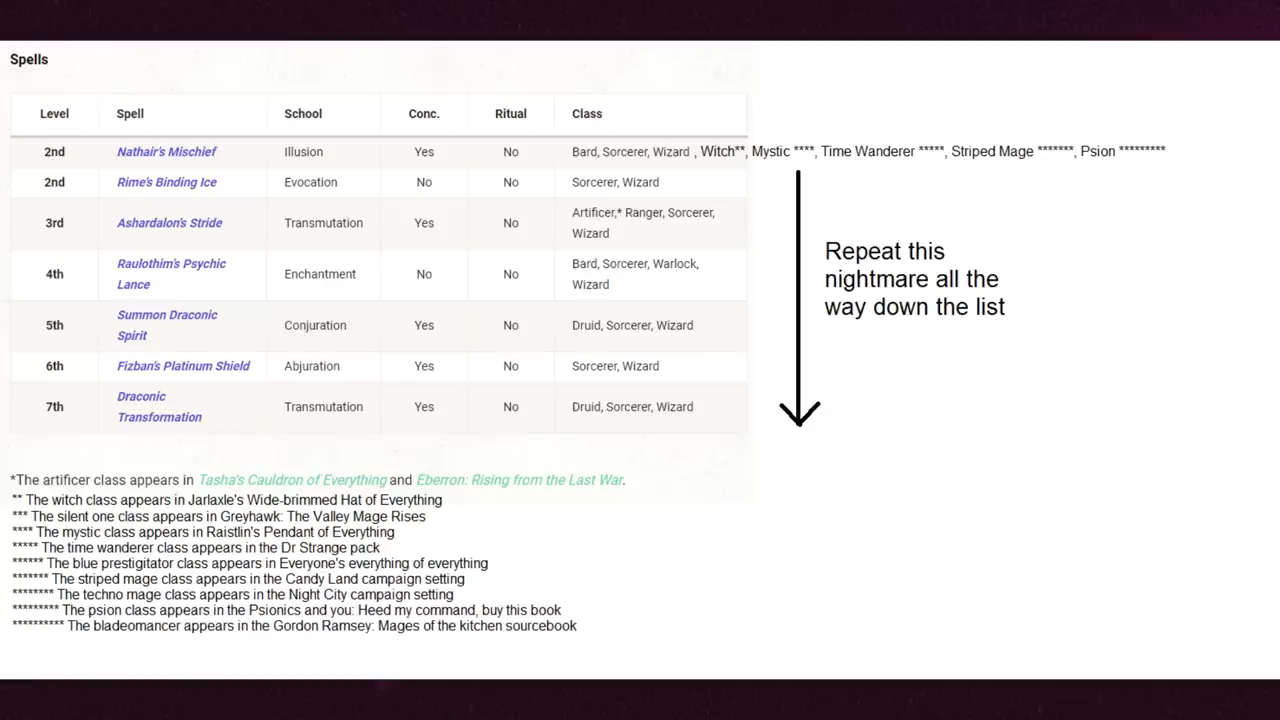 Spells
Level Spell School Conc. Ritual Class
2nd Nathair's Mischief Illusion Yes No Bard, Sorcerer, Wizard , Witch**, Mystic ****, Time Wanderer *****, Striped Mage *******, Psion *********
2nd Rime's Binding Ice Evocation No No Sorcerer, Wizard
3rd Ashardalon's Stride Transmutation Yes No Artificer,* Ranger, Sorcerer,
Wizard
4th Raulothim's Psychic
Lance Enchantment No No Bard, Sorcerer, Warlock,
Wizard
5th Summon Draconic
Spirit Conjuration Yes No Druid, Sorcerer, Wizard
6th Fizban's Platinum Shield Abjuration Yes No Sorcerer, Wizard
7th Draconic
Transformation Transmutation Yes No Druid, Sorcerer, Wizard
Repeat this
nightmare all the
way down the list
*The artificer class appears in Tasha's Cauldron of Everything and Eberron: Rising from the Last War.
** The witch class appears in Jarlaxle's Wide-brimmed Hat of Everything
*** The silent one class appears in Greyhawk: The Valley Mage Rises
**** The mystic class appears in Raistlin's Pendant of Everything
***** The time wanderer class appears in the Dr Strange pack
****** The blue prestigitator class appears in Everyone's everything of everything
******* The striped mage class appears in the Candy Land campaign setting
******** The techno mage class appears in the Night City campaign setting
********* The psion class appears in the Psionics and you: Heed my command, buy this book
********** The bladeomancer appears in the Gordon Ramsey: Mages of the kitchen sourcebook